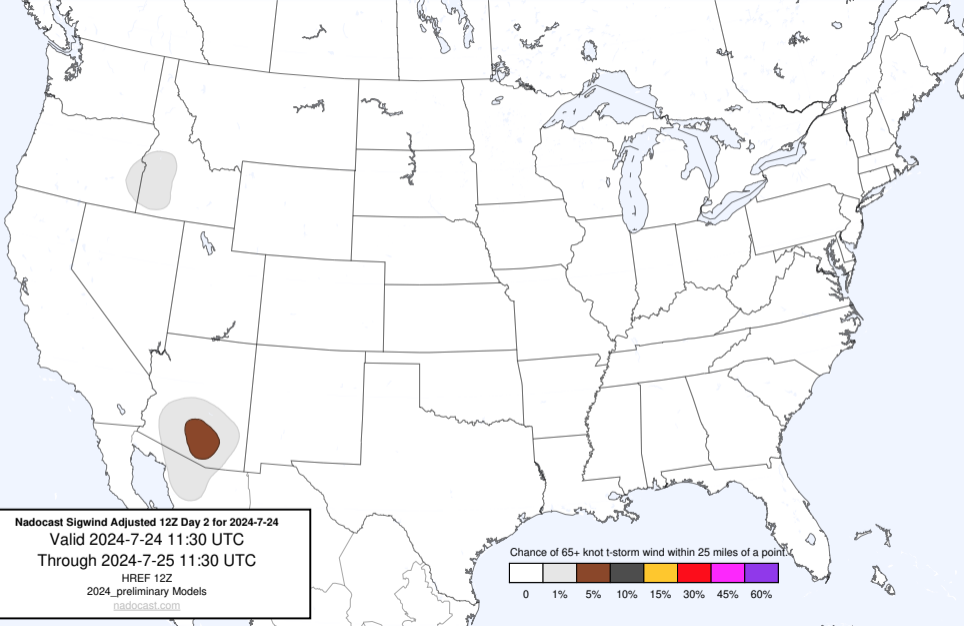 Nadocast Sigwind Adjusted 12Z Day 2 for 2024-7-24
Valid 2024-7-24 11:30 UTC
Through 2024-7-25 11:30 UTC
HREF 12Z
2024_preliminary Models
nadocast.com
Chance of 65+ knot t-storm wind within 25 miles of a point.
0 1% 5% 10% 15% 30% 45% 60%